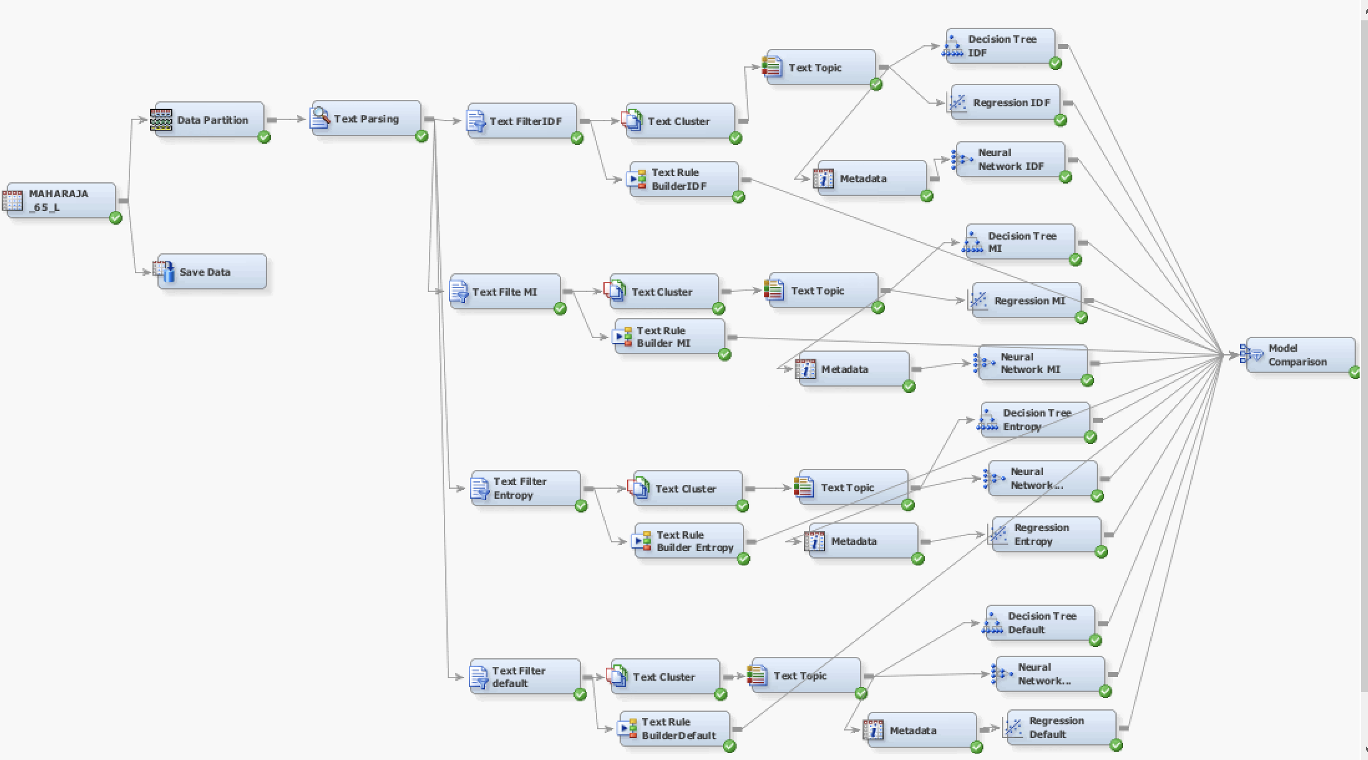 Decision Tree
IDF
Text Topic
Regression IDF
Data Partition
Text Parsing
Text FilterIDF
Text Cluster
Neural
Network IDF
Text Rule
BuilderIDF
Metadata
MAHARAJA
_65_L
Decision Tree
MI
Save Data
Text Filte MI
Text Cluster
Text Topic
Regression MI
Text Rule
Builder MI
Model
Comparison
Metadata
Neural
Network MI
Decision Tree
Entropy
Text Filter
Entropy
Text Cluster
Text Topic
Neural
Network...
Text Rule
Builder Entropy
Metadata
Regression
Entropy
Decision Tree
Default
Text Filter
default
Text Cluster
Text Topic
Neural
Network...
Text Rule
BuilderDefault
Metadata
Regression
Default